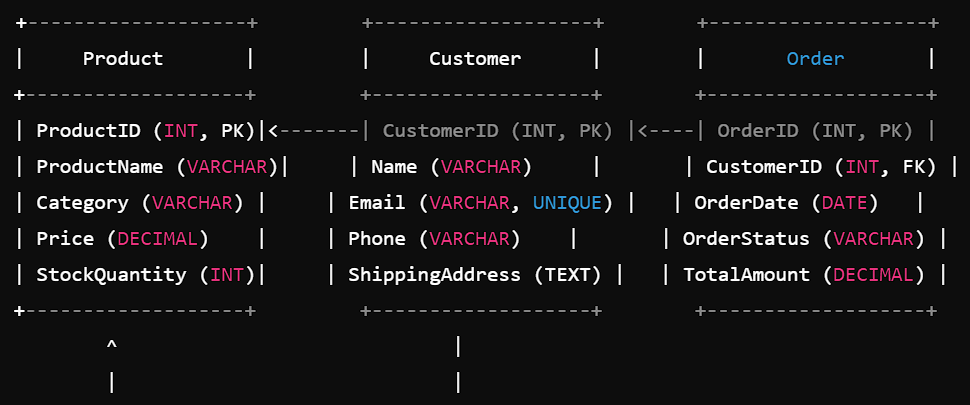 +-------------------+         +-------------------+        +-------------------+
|     Product       |         |     Customer      |        |       Order       |
+-------------------+         +-------------------+        +-------------------+
| ProductID (INT, PK)|<-------| CustomerID (INT, PK) |<----| OrderID (INT, PK) |
| ProductName (VARCHAR)|     | Name (VARCHAR)     |       | CustomerID (INT, FK) |
| Category (VARCHAR) |     | Email (VARCHAR, UNIQUE) |   | OrderDate (DATE)   |
| Price (DECIMAL)    |     | Phone (VARCHAR)    |       | OrderStatus (VARCHAR) |
| StockQuantity (INT)|      | ShippingAddress (TEXT) |   | TotalAmount (DECIMAL) |
+-------------------+         +-------------------+        +-------------------+
        ^                             |
        |                             |